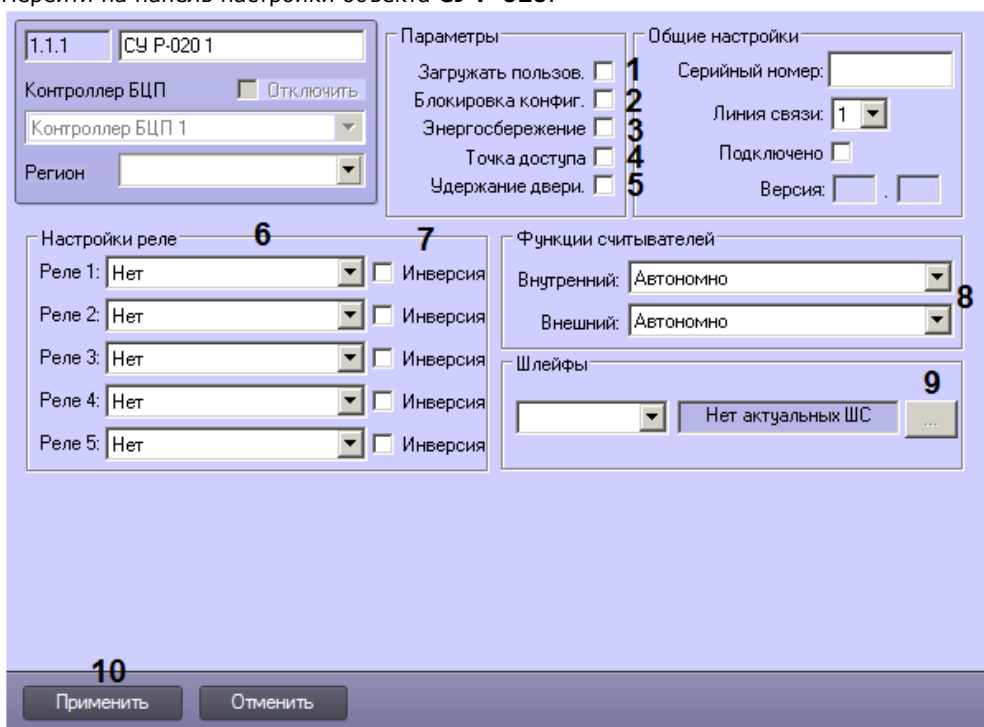 Перейти на панель настройки объекта СУ Р-020.
1.1.1 СУ Р-020 1
Контроллер БЦП Отключить
Контроллер БЦП 1
Регион
Параметры
Загружать пользов. 1
Блокировка конфиг. 2
Энергосбережение 3
Точка доступа 4
Удержание двери. 5
Общие настройки
Серийный номер:
Линия связи: 1
Подключено
Версия: .
Настройки реле 6 7
Реле 1: Нет Инверсия
Реле 2: Нет Инверсия
Реле 3: Нет Инверсия
Реле 4: Нет Инверсия
Реле 5: Нет Инверсия
Функции считывателей
Внутренний: Автономно
8
Внешний: Автономно
Шлейфы
9
Нет актуальных ШС ...
10
Применить Отменить